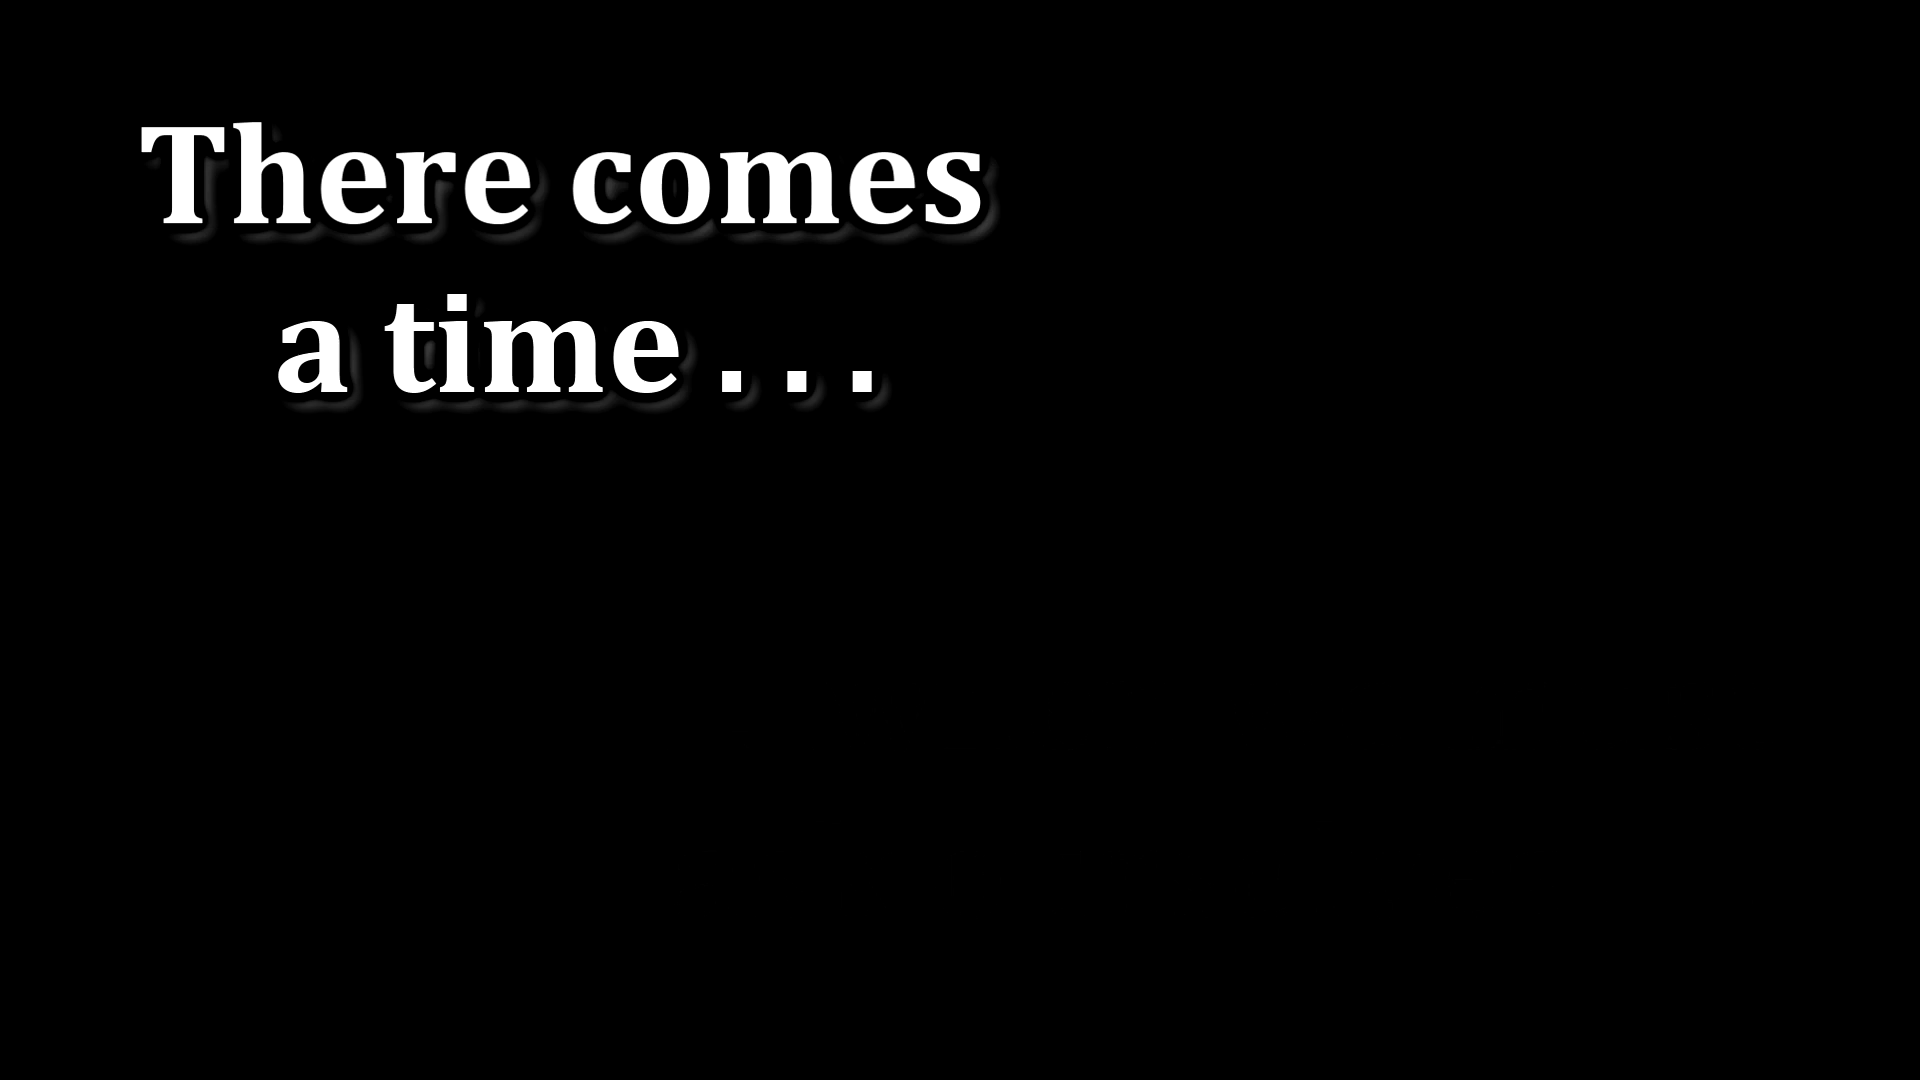 There comes
a time . . .